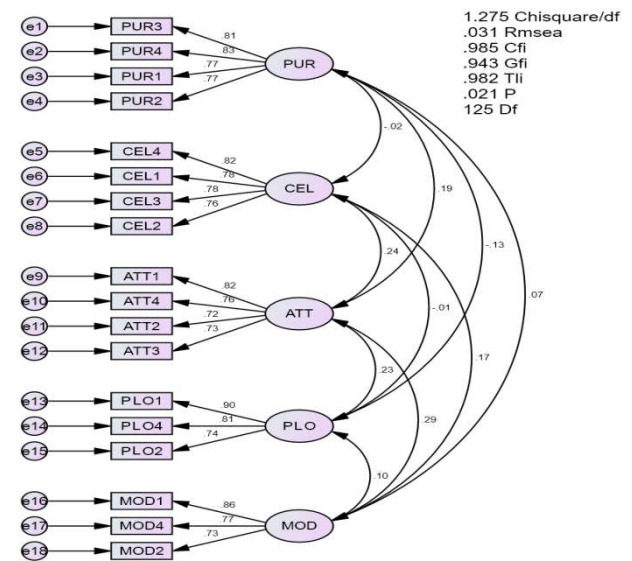 1.275 Chisquare/df
.031 Rmsea
.985 Cfi
.943 Gfi
.982 Tli
.021 P
125 Df
e1 PUR3 .81
e2 PUR4 .83
e3 PUR1 .77
e4 PUR2 .77
PUR
-.02
e5 CEL4 .82
e6 CEL1 .78
e7 CEL3 .78
e8 CEL2 .76
CEL
.19
.24
-.13
e9 ATT1 .82
e10 ATT4 .76
e11 ATT2 .72
e12 ATT3 .73
ATT
-.01
.07
.23
.17
e13 PLO1 .90
e14 PLO4 .81
e15 PLO2 .74
PLO
.29
.10
e16 MOD1 .86
e17 MOD4 .77
e18 MOD2 .73
MOD